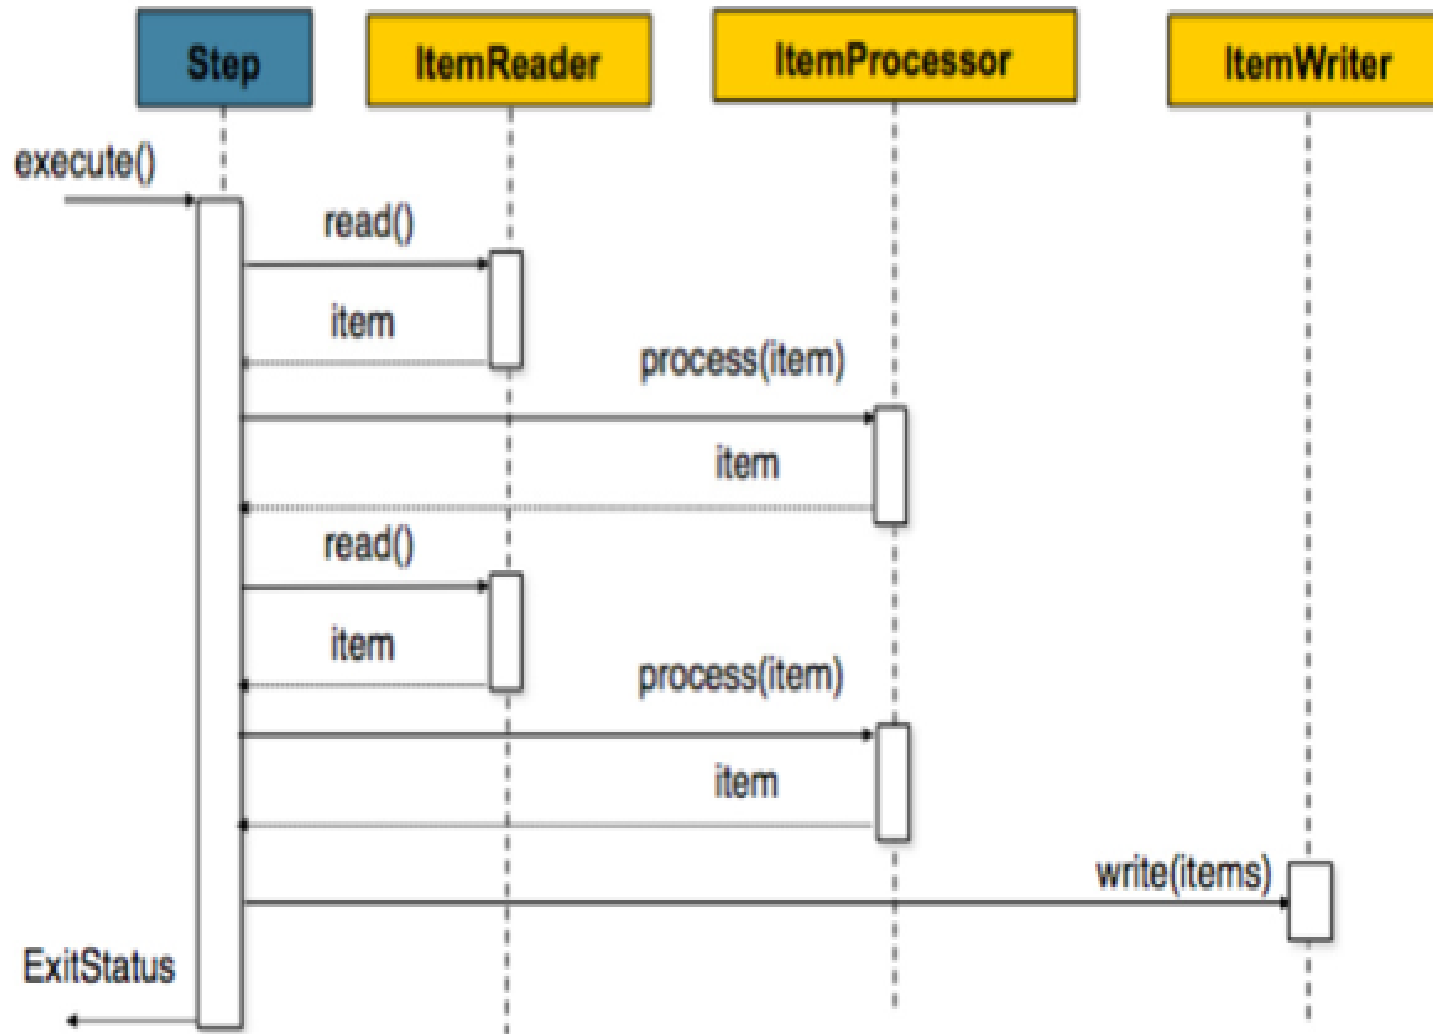 Step
ItemReader
ItemProcessor
ItemWriter
execute()
read()
item
process(item)
item
read()
item
process(item)
item
write(items)
ExitStatus